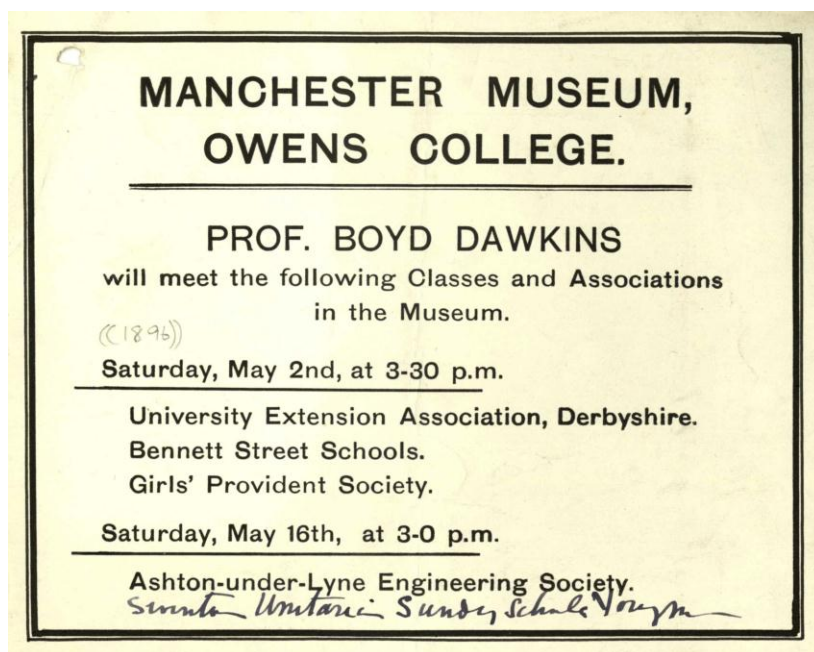 MANCHESTER MUSEUM,
OWENS COLLEGE.
PROF. BOYD DAWKINS
will meet the following Classes and Associations
in the Museum.
((1896))
Saturday, May 2nd, at 3-30 p.m.
University Extension Association, Derbyshire.
Bennett Street Schools.
Girls' Provident Society.
Saturday, May 16th, at 3-0 p.m.
Ashton-under-Lyne Engineering Society.
Swinton Unitarian Sunday Schools